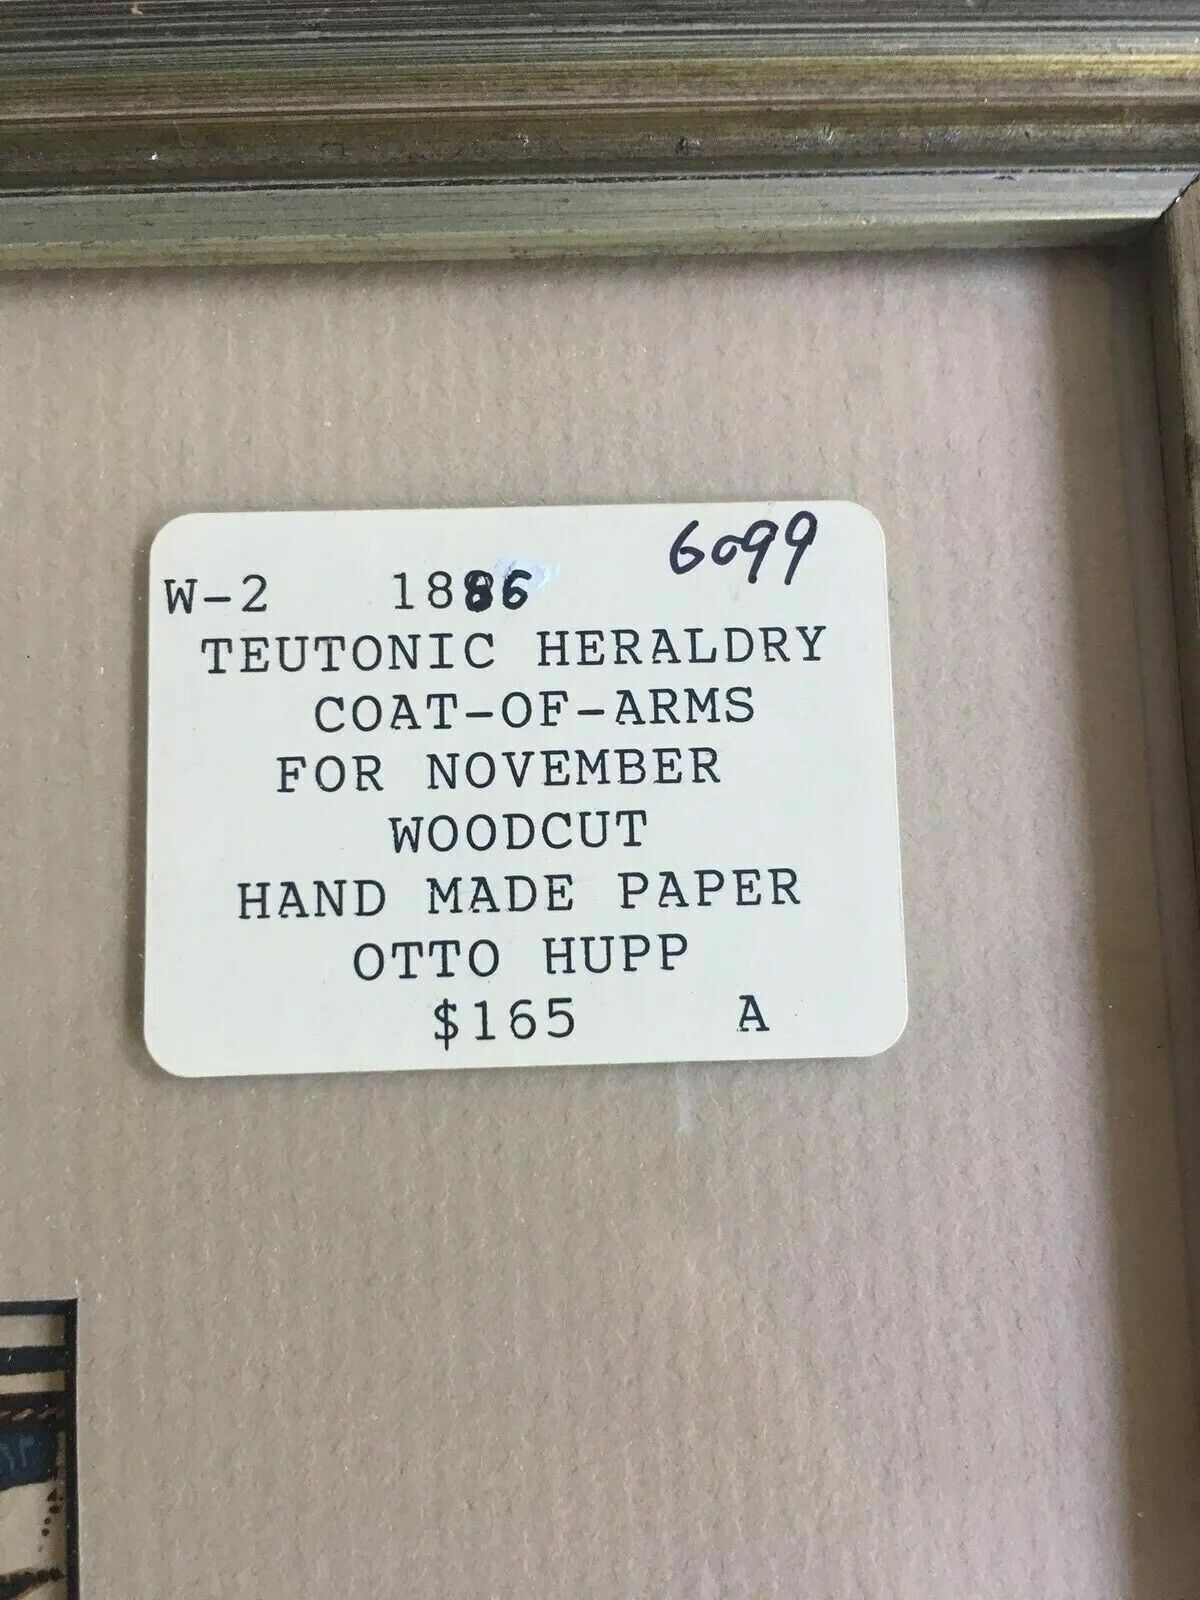 6099
W-2 1886
TEUTONIC HERALDRY
COAT-OF-ARMS
FOR NOVEMBER
WOODCUT
HAND MADE PAPER
OTTO HUPP
$165 A